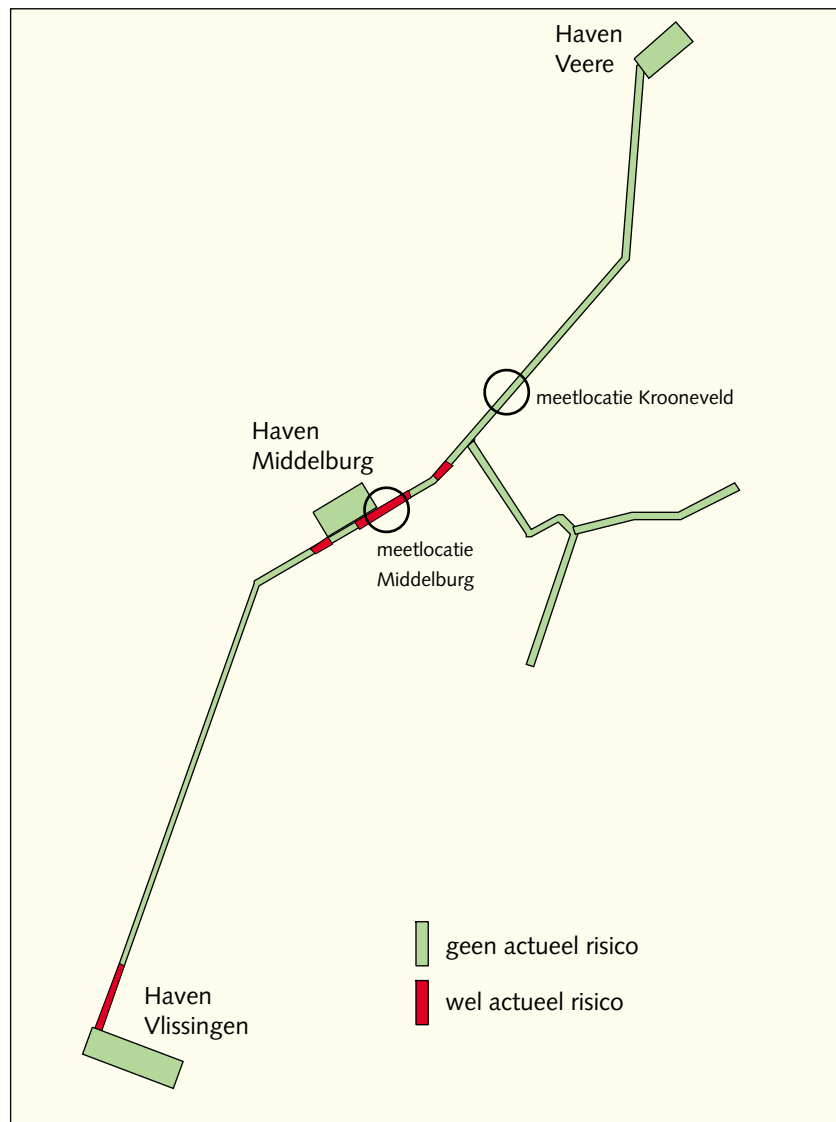 Haven
Veere
meetlocatie Krooneveld
Haven
Middelburg
meetlocatie
Middelburg
geen actueel risico
wel actueel risico
Haven
Vlissingen